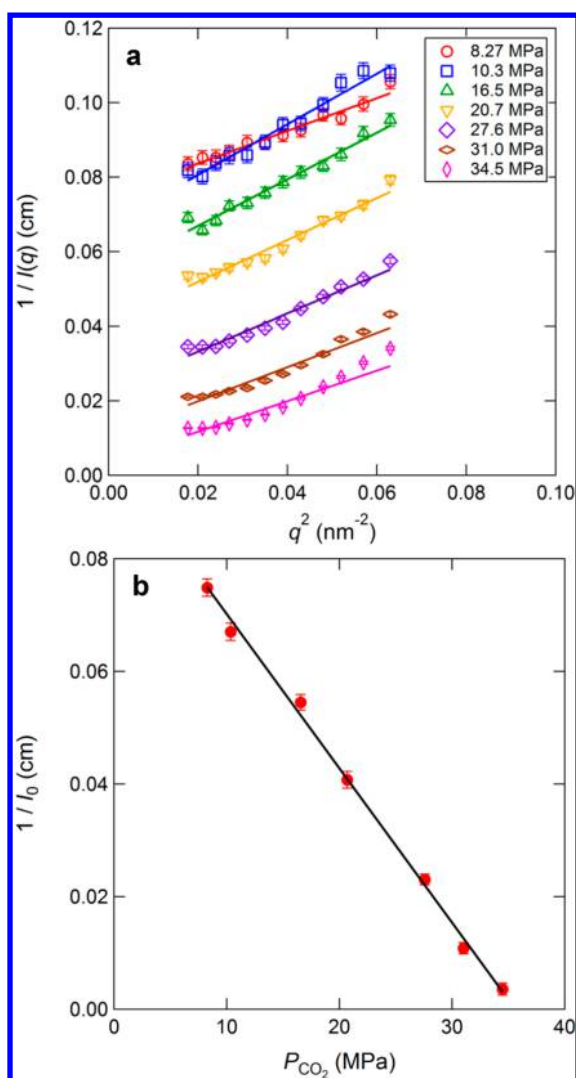 a
8.27 MPa
10.3 MPa
16.5 MPa
20.7 MPa
27.6 MPa
31.0 MPa
34.5 MPa
0.12
0.10
0.08
0.06
0.04
0.02
0.00
1 / I(q) (cm)
0.00 0.02 0.04 0.06 0.08 0.10
q² (nm⁻²)
b
0.08
0.06
0.04
0.02
0.00
1 / I₀ (cm)
0 10 20 30 40
P_CO₂ (MPa)